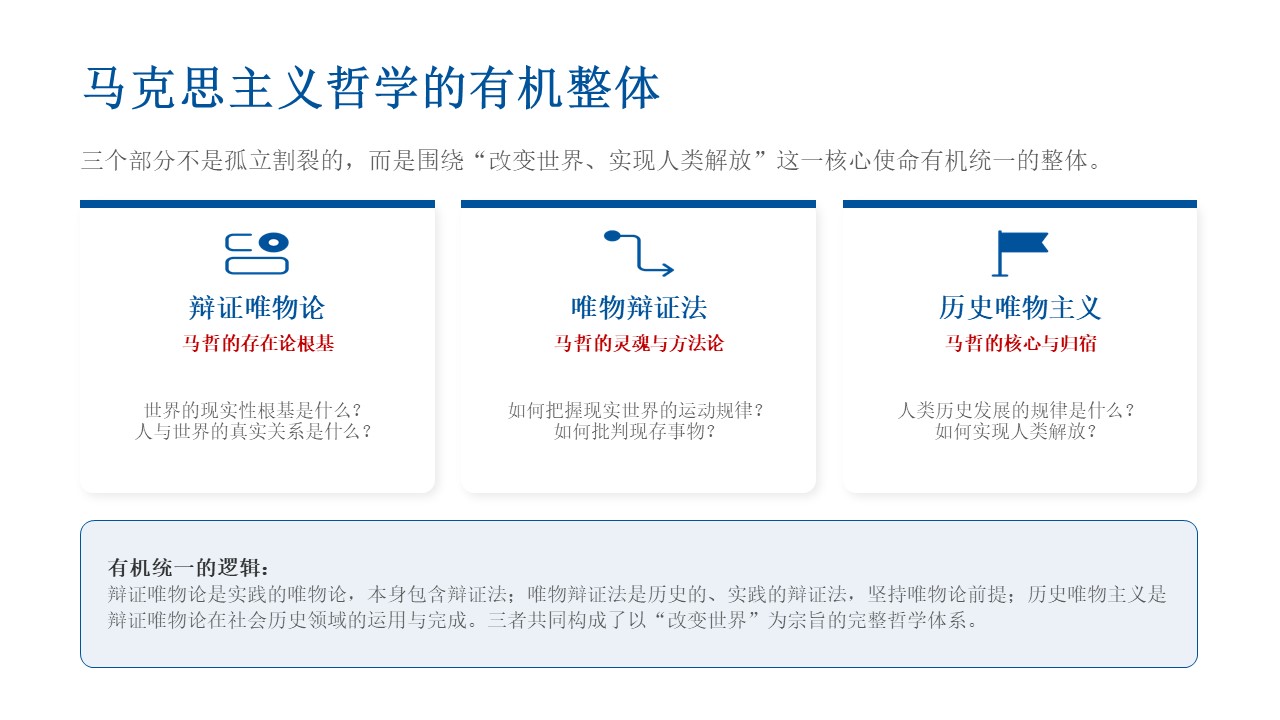 马克思主义哲学的有机整体
三个部分不是孤立割裂的，而是围绕“改变世界、实现人类解放”这一核心使命有机统一的整体。
辩证唯物论
马哲的存在论根基
世界的现实性根基是什么？
人与世界的真实关系是什么？
唯物辩证法
马哲的灵魂与方法论
如何把握现实世界的运动规律？
如何批判现存事物？
历史唯物主义
马哲的核心与归宿
人类历史发展的规律是什么？
如何实现人类解放？
有机统一的逻辑：
辩证唯物论是实践的唯物论，本身包含辩证法；唯物辩证法是历史的、实践的辩证法，坚持唯物论前提；历史唯物主义是
辩证唯物论在社会历史领域的运用与完成。三者共同构成了以“改变世界”为宗旨的完整哲学体系。